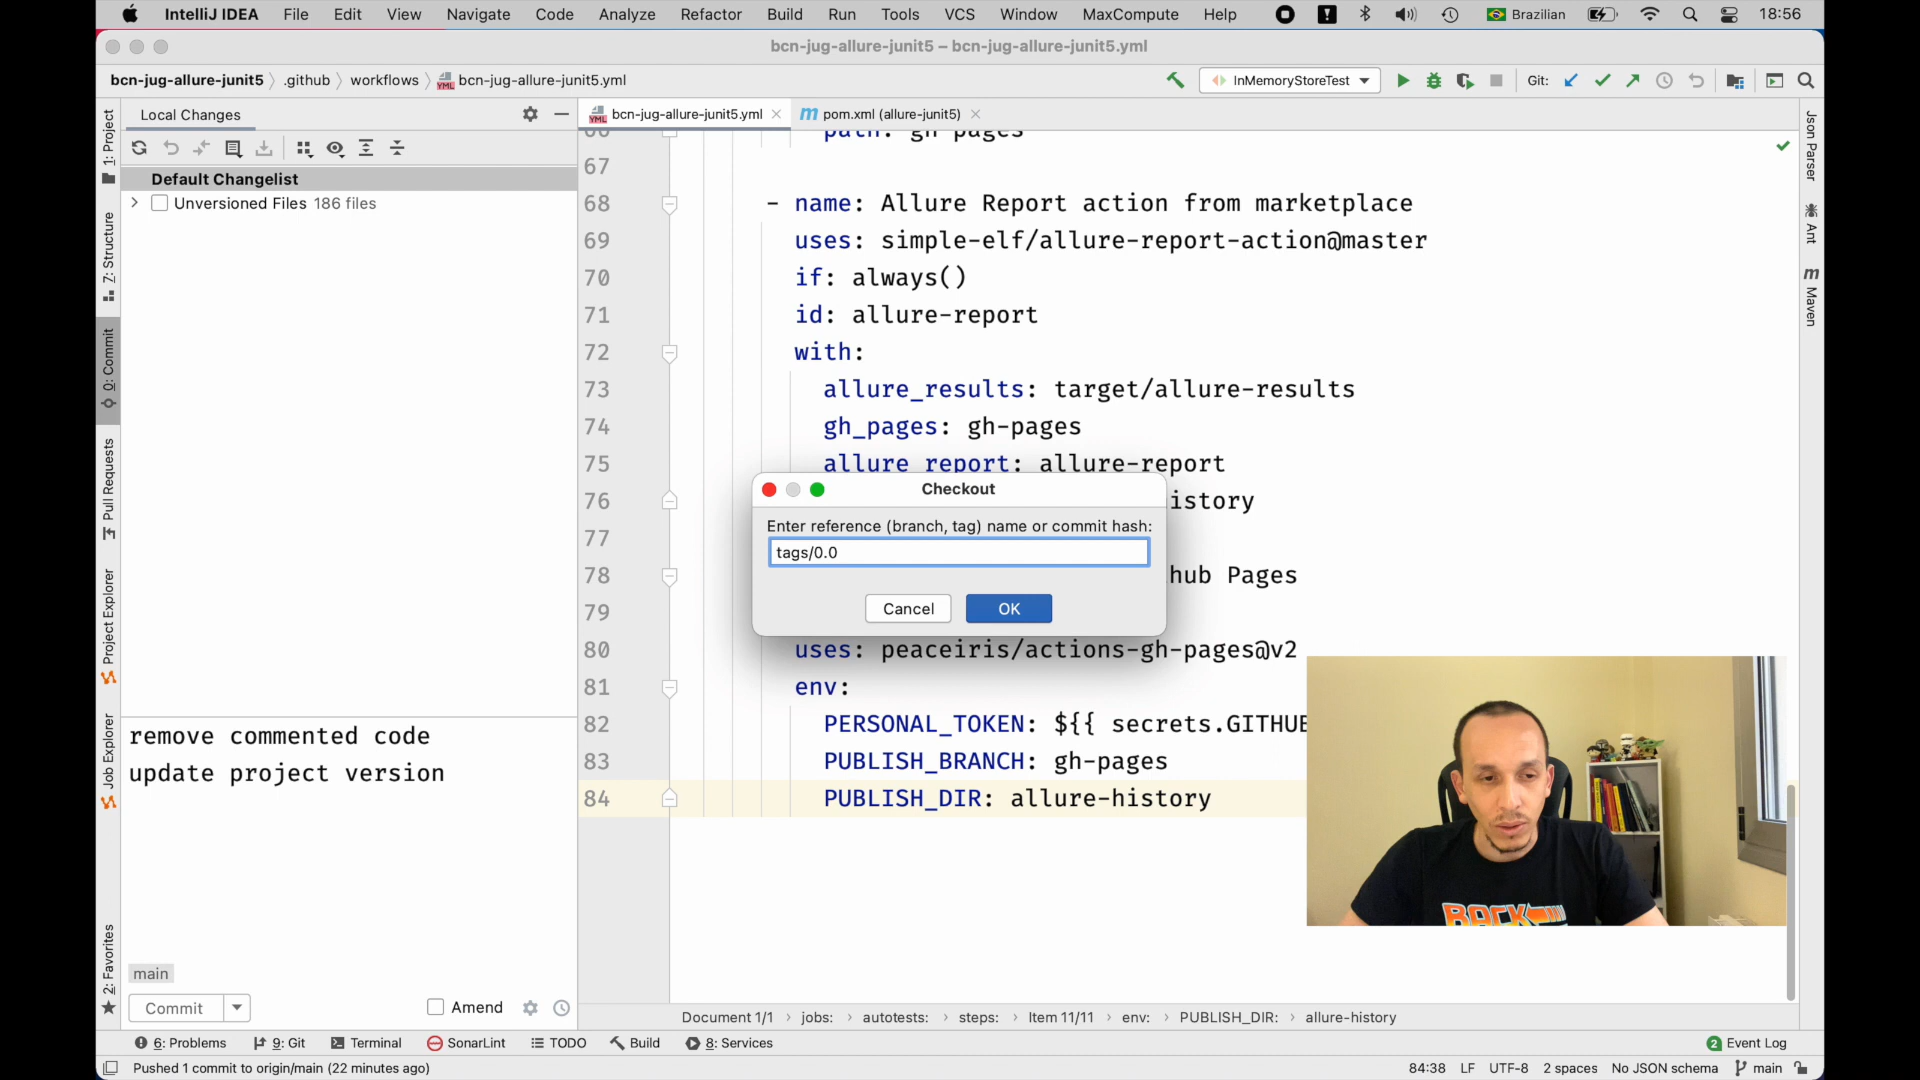 IntelliJ IDEA File Edit View Navigate Code Analyze Refactor Build Run Tools VCS Window MaxCompute Help Brazilian 18:56
bcn-jug-allure-junit5 – bcn-jug-allure-junit5.yml
bcn-jug-allure-junit5 .github workflows bcn-jug-allure-junit5.yml InMemoryStoreTest Git:
Local Changes
bcn-jug-allure-junit5.yml pom.xml (allure-junit5)
Default Changelist
Unversioned Files 186 files
66 path: gh-pages
67
68 - name: Allure Report action from marketplace
69 uses: simple-elf/allure-report-action@master
70 if: always()
71 id: allure-report
72 with:
73 allure_results: target/allure-results
74 gh_pages: gh-pages
75 allure_report: allure-report
76 istory
77
78 hub Pages
79
80 uses: peaceiris/actions-gh-pages@v2
81 env:
82 PERSONAL_TOKEN: ${{ secrets.GITHUB
83 PUBLISH_BRANCH: gh-pages
84 PUBLISH_DIR: allure-history
Checkout
Enter reference (branch, tag) name or commit hash:
tags/0.0
Cancel OK
1: Project
Z: Structure
0: Commit
Pull Requests
Project Explorer
Job Explorer
2: Favorites
Json Parser
Ant
m Maven
remove commented code
update project version
main
Commit Amend
BACK
Document 1/1 jobs: autotests: steps: Item 11/11 env: PUBLISH_DIR: allure-history
6: Problems 9: Git Terminal SonarLint TODO Build 8: Services 2 Event Log
Pushed 1 commit to origin/main (22 minutes ago) 84:38 LF UTF-8 2 spaces No JSON schema main